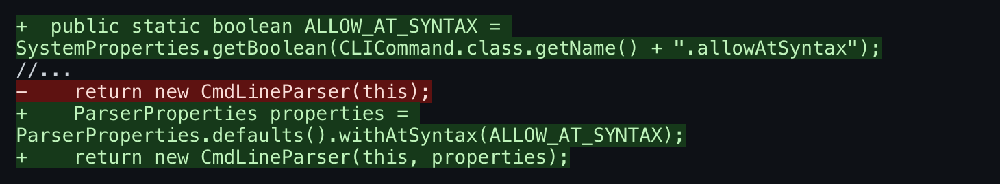 +  public static boolean ALLOW_AT_SYNTAX =
SystemProperties.getBoolean(CLICommand.class.getName() + ".allowAtSyntax");
//...
−    return new CmdLineParser(this);
+    ParserProperties properties =
ParserProperties.defaults().withAtSyntax(ALLOW_AT_SYNTAX);
+    return new CmdLineParser(this, properties);